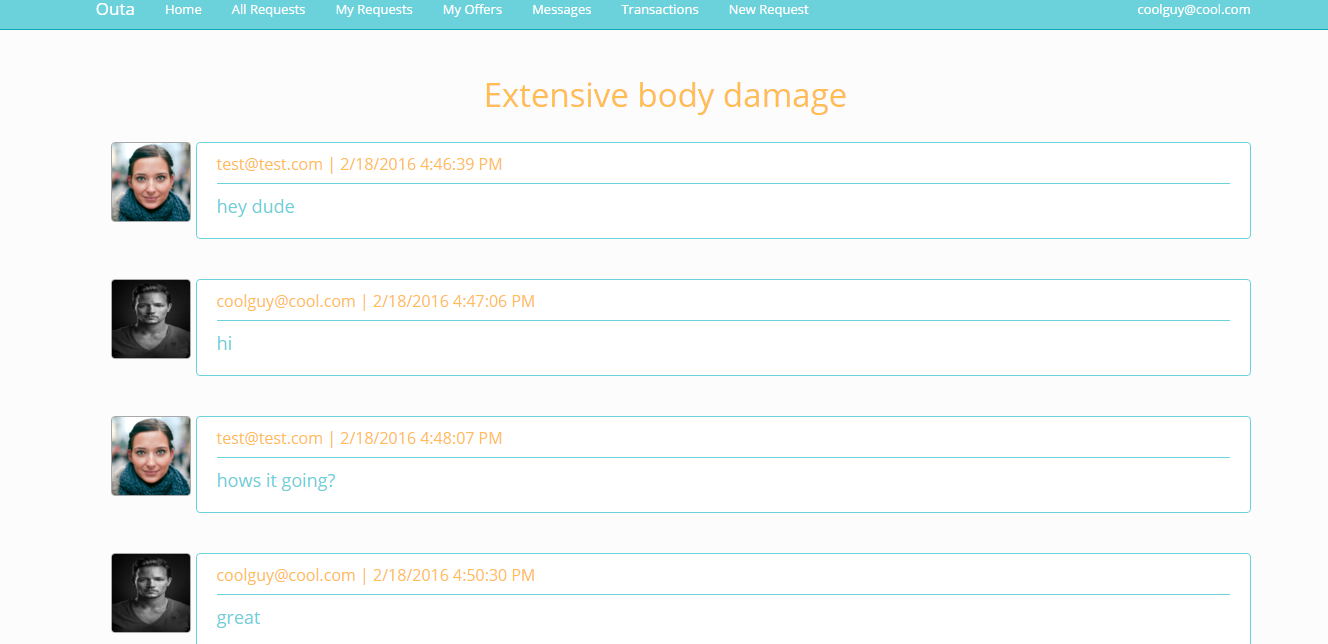 Outa Home All Requests My Requests My Offers Messages Transactions New Request coolguy@cool.com
Extensive body damage
test@test.com | 2/18/2016 4:46:39 PM
hey dude
coolguy@cool.com | 2/18/2016 4:47:06 PM
hi
test@test.com | 2/18/2016 4:48:07 PM
hows it going?
coolguy@cool.com | 2/18/2016 4:50:30 PM
great